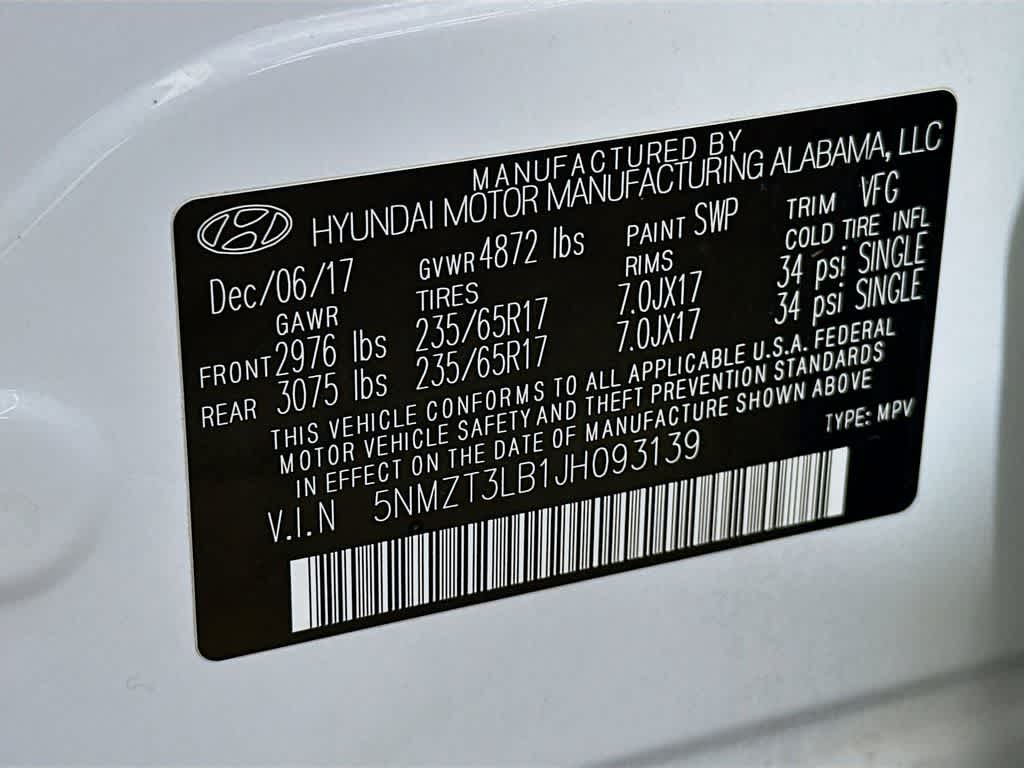 MANUFACTURED BY
HYUNDAI MOTOR MANUFACTURING ALABAMA, LLC
Dec/06/17 GVWR 4872 lbs PAINT SWP TRIM VFG
GAWR TIRES RIMS COLD TIRE INFL
FRONT 2976 lbs 235/65R17 7.0JX17 34 psi SINGLE
REAR 3075 lbs 235/65R17 7.0JX17 34 psi SINGLE
THIS VEHICLE CONFORMS TO ALL APPLICABLE U.S.A. FEDERAL
MOTOR VEHICLE SAFETY AND THEFT PREVENTION STANDARDS
IN EFFECT ON THE DATE OF MANUFACTURE SHOWN ABOVE
V.I.N 5NMZT3LB1JH093139 TYPE: MPV